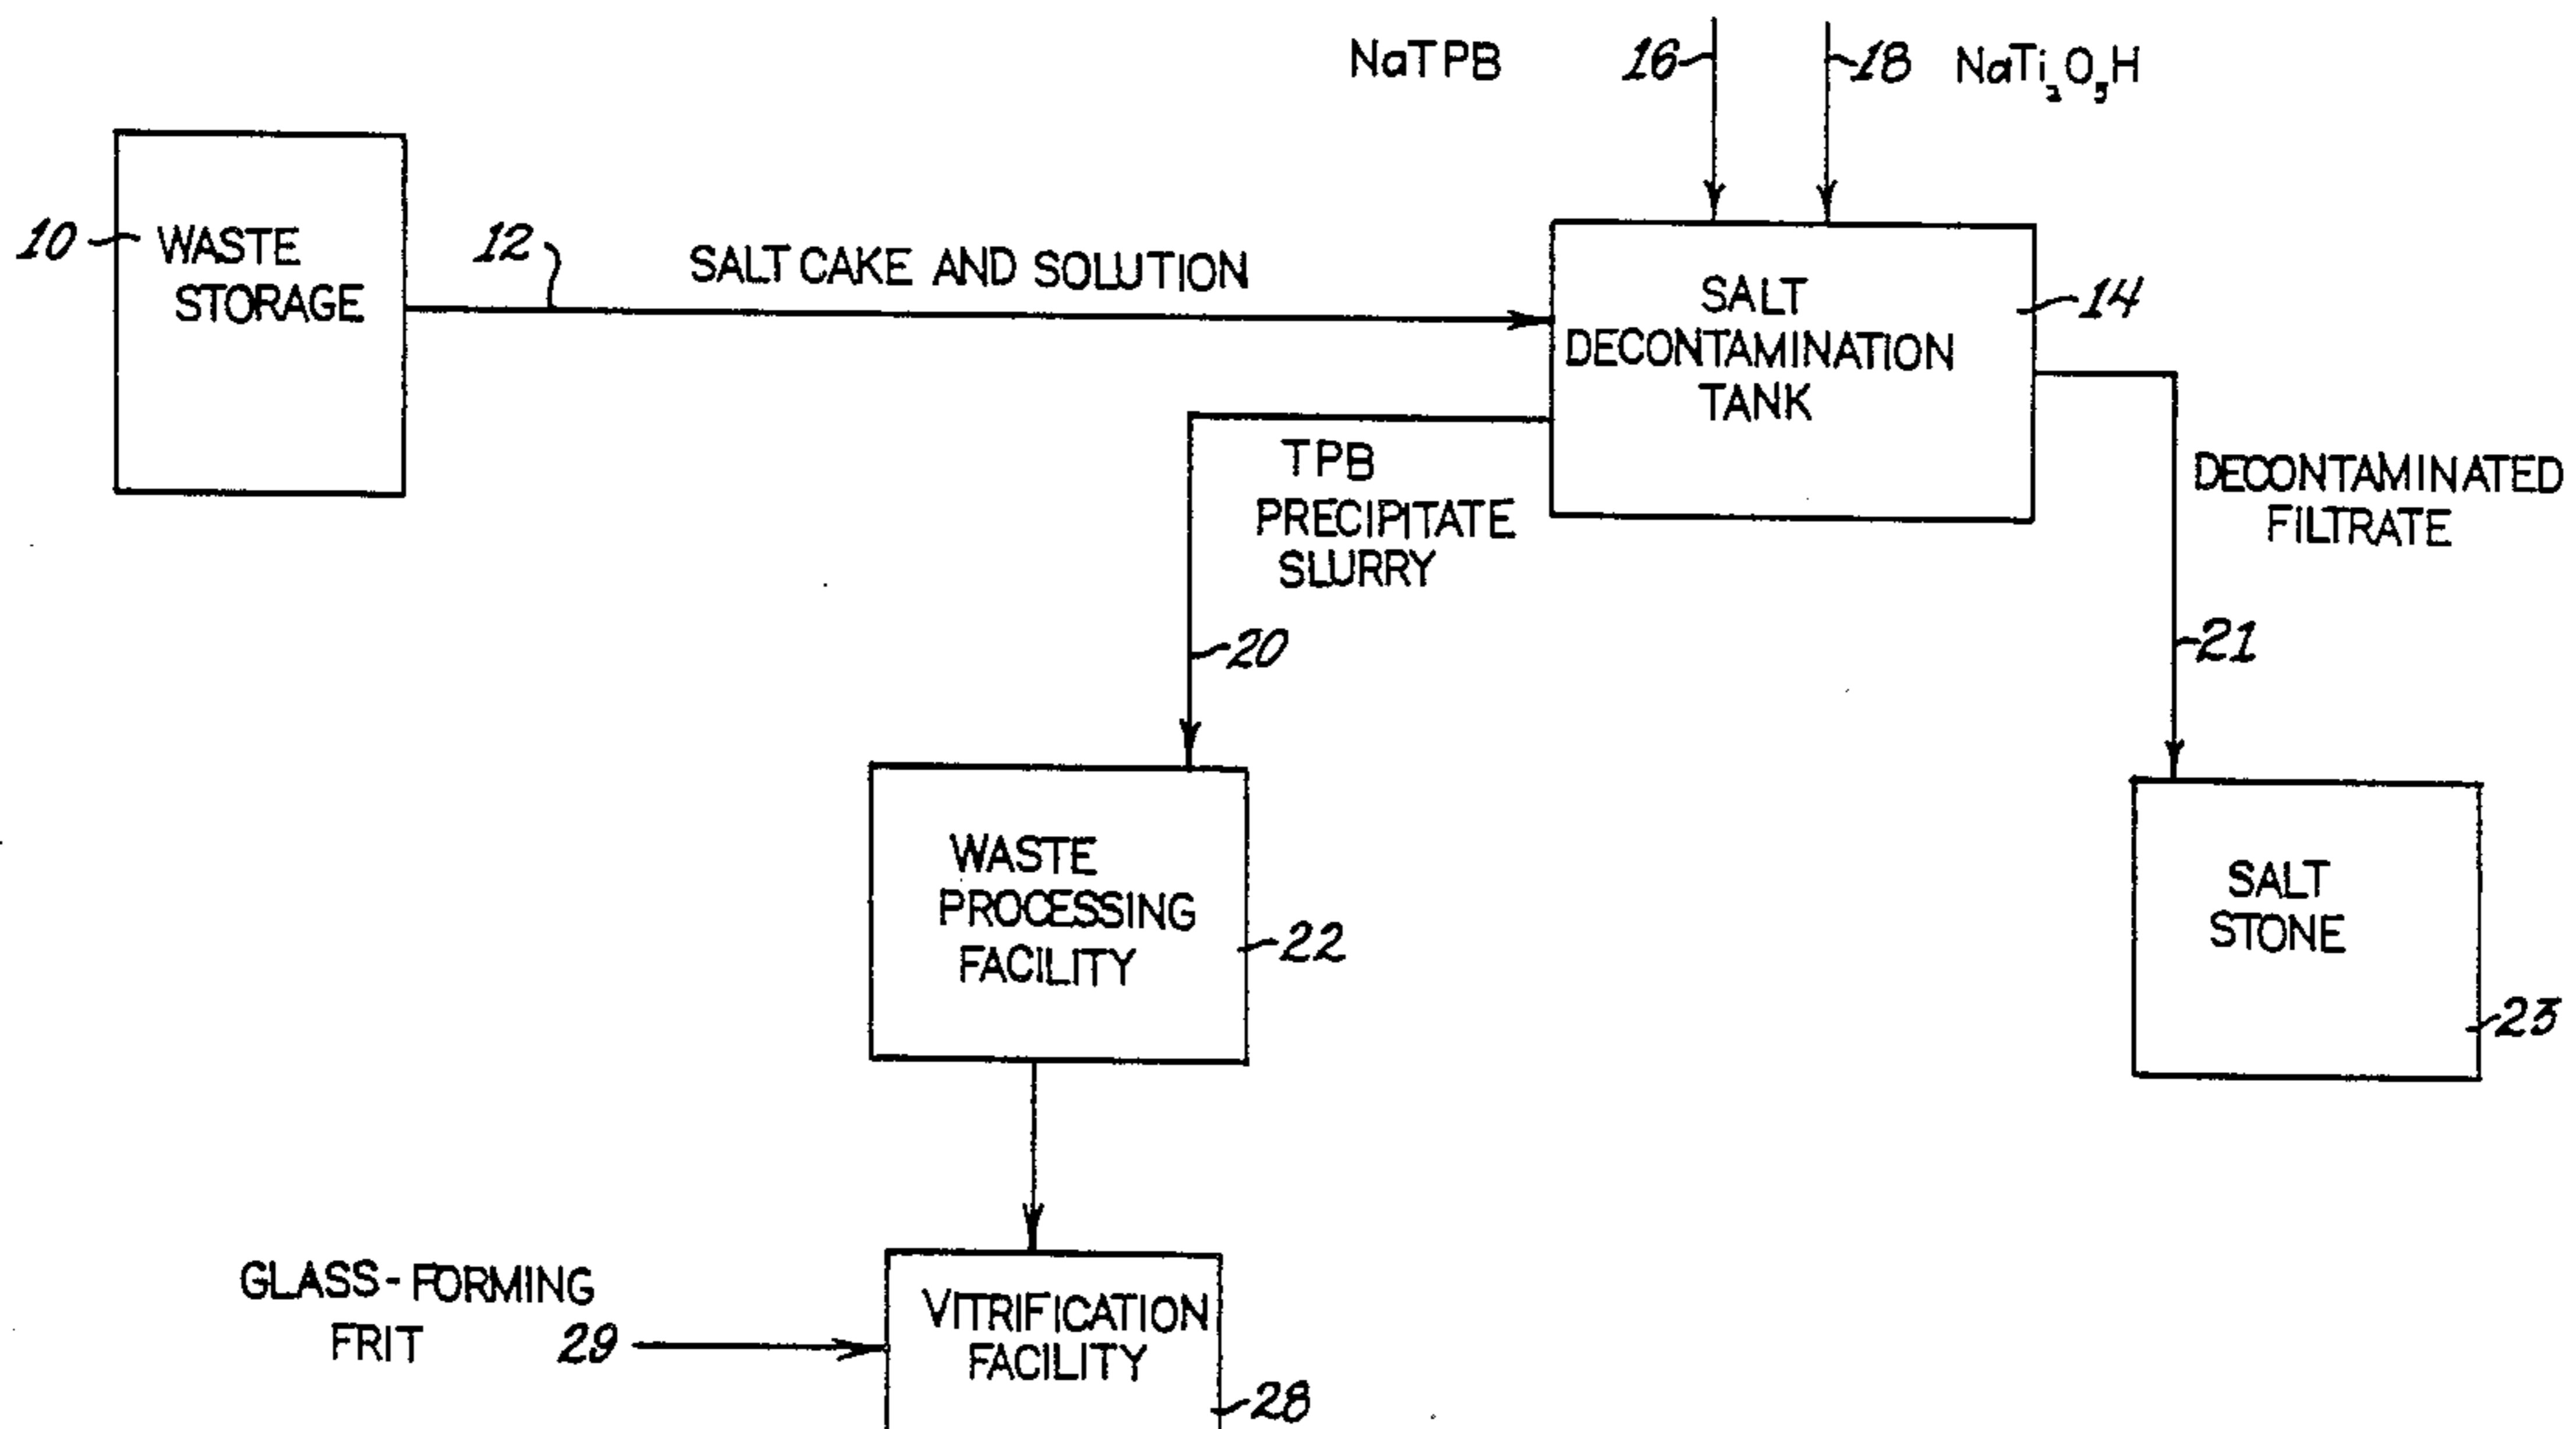 NaTPB
16
18
NaTi₂O₅H
10
WASTE
STORAGE
12
SALT CAKE AND SOLUTION
SALT
DECONTAMINATION
TANK
14
TPB
PRECIPITATE
SLURRY
DECONTAMINATED
FILTRATE
20
21
WASTE
PROCESSING
FACILITY
22
SALT
STONE
23
GLASS-FORMING
FRIT
29
VITRIFICATION
FACILITY
28